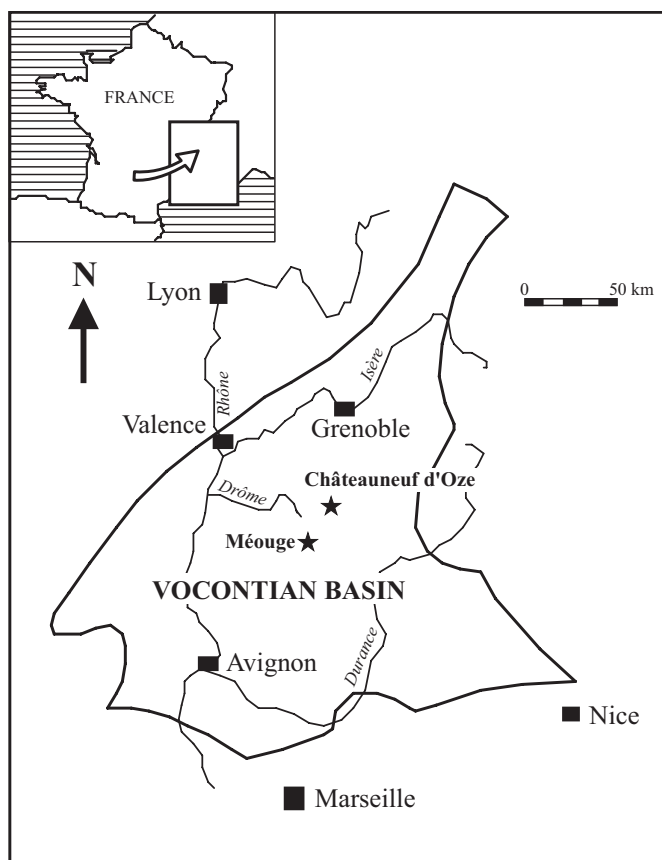 FRANCE
N
Lyon
0 50 km
Rhône
Isère
Valence
Grenoble
Châteauneuf d'Oze
Drôme
Méouge
VOCONTIAN BASIN
Durance
Avignon
Nice
Marseille